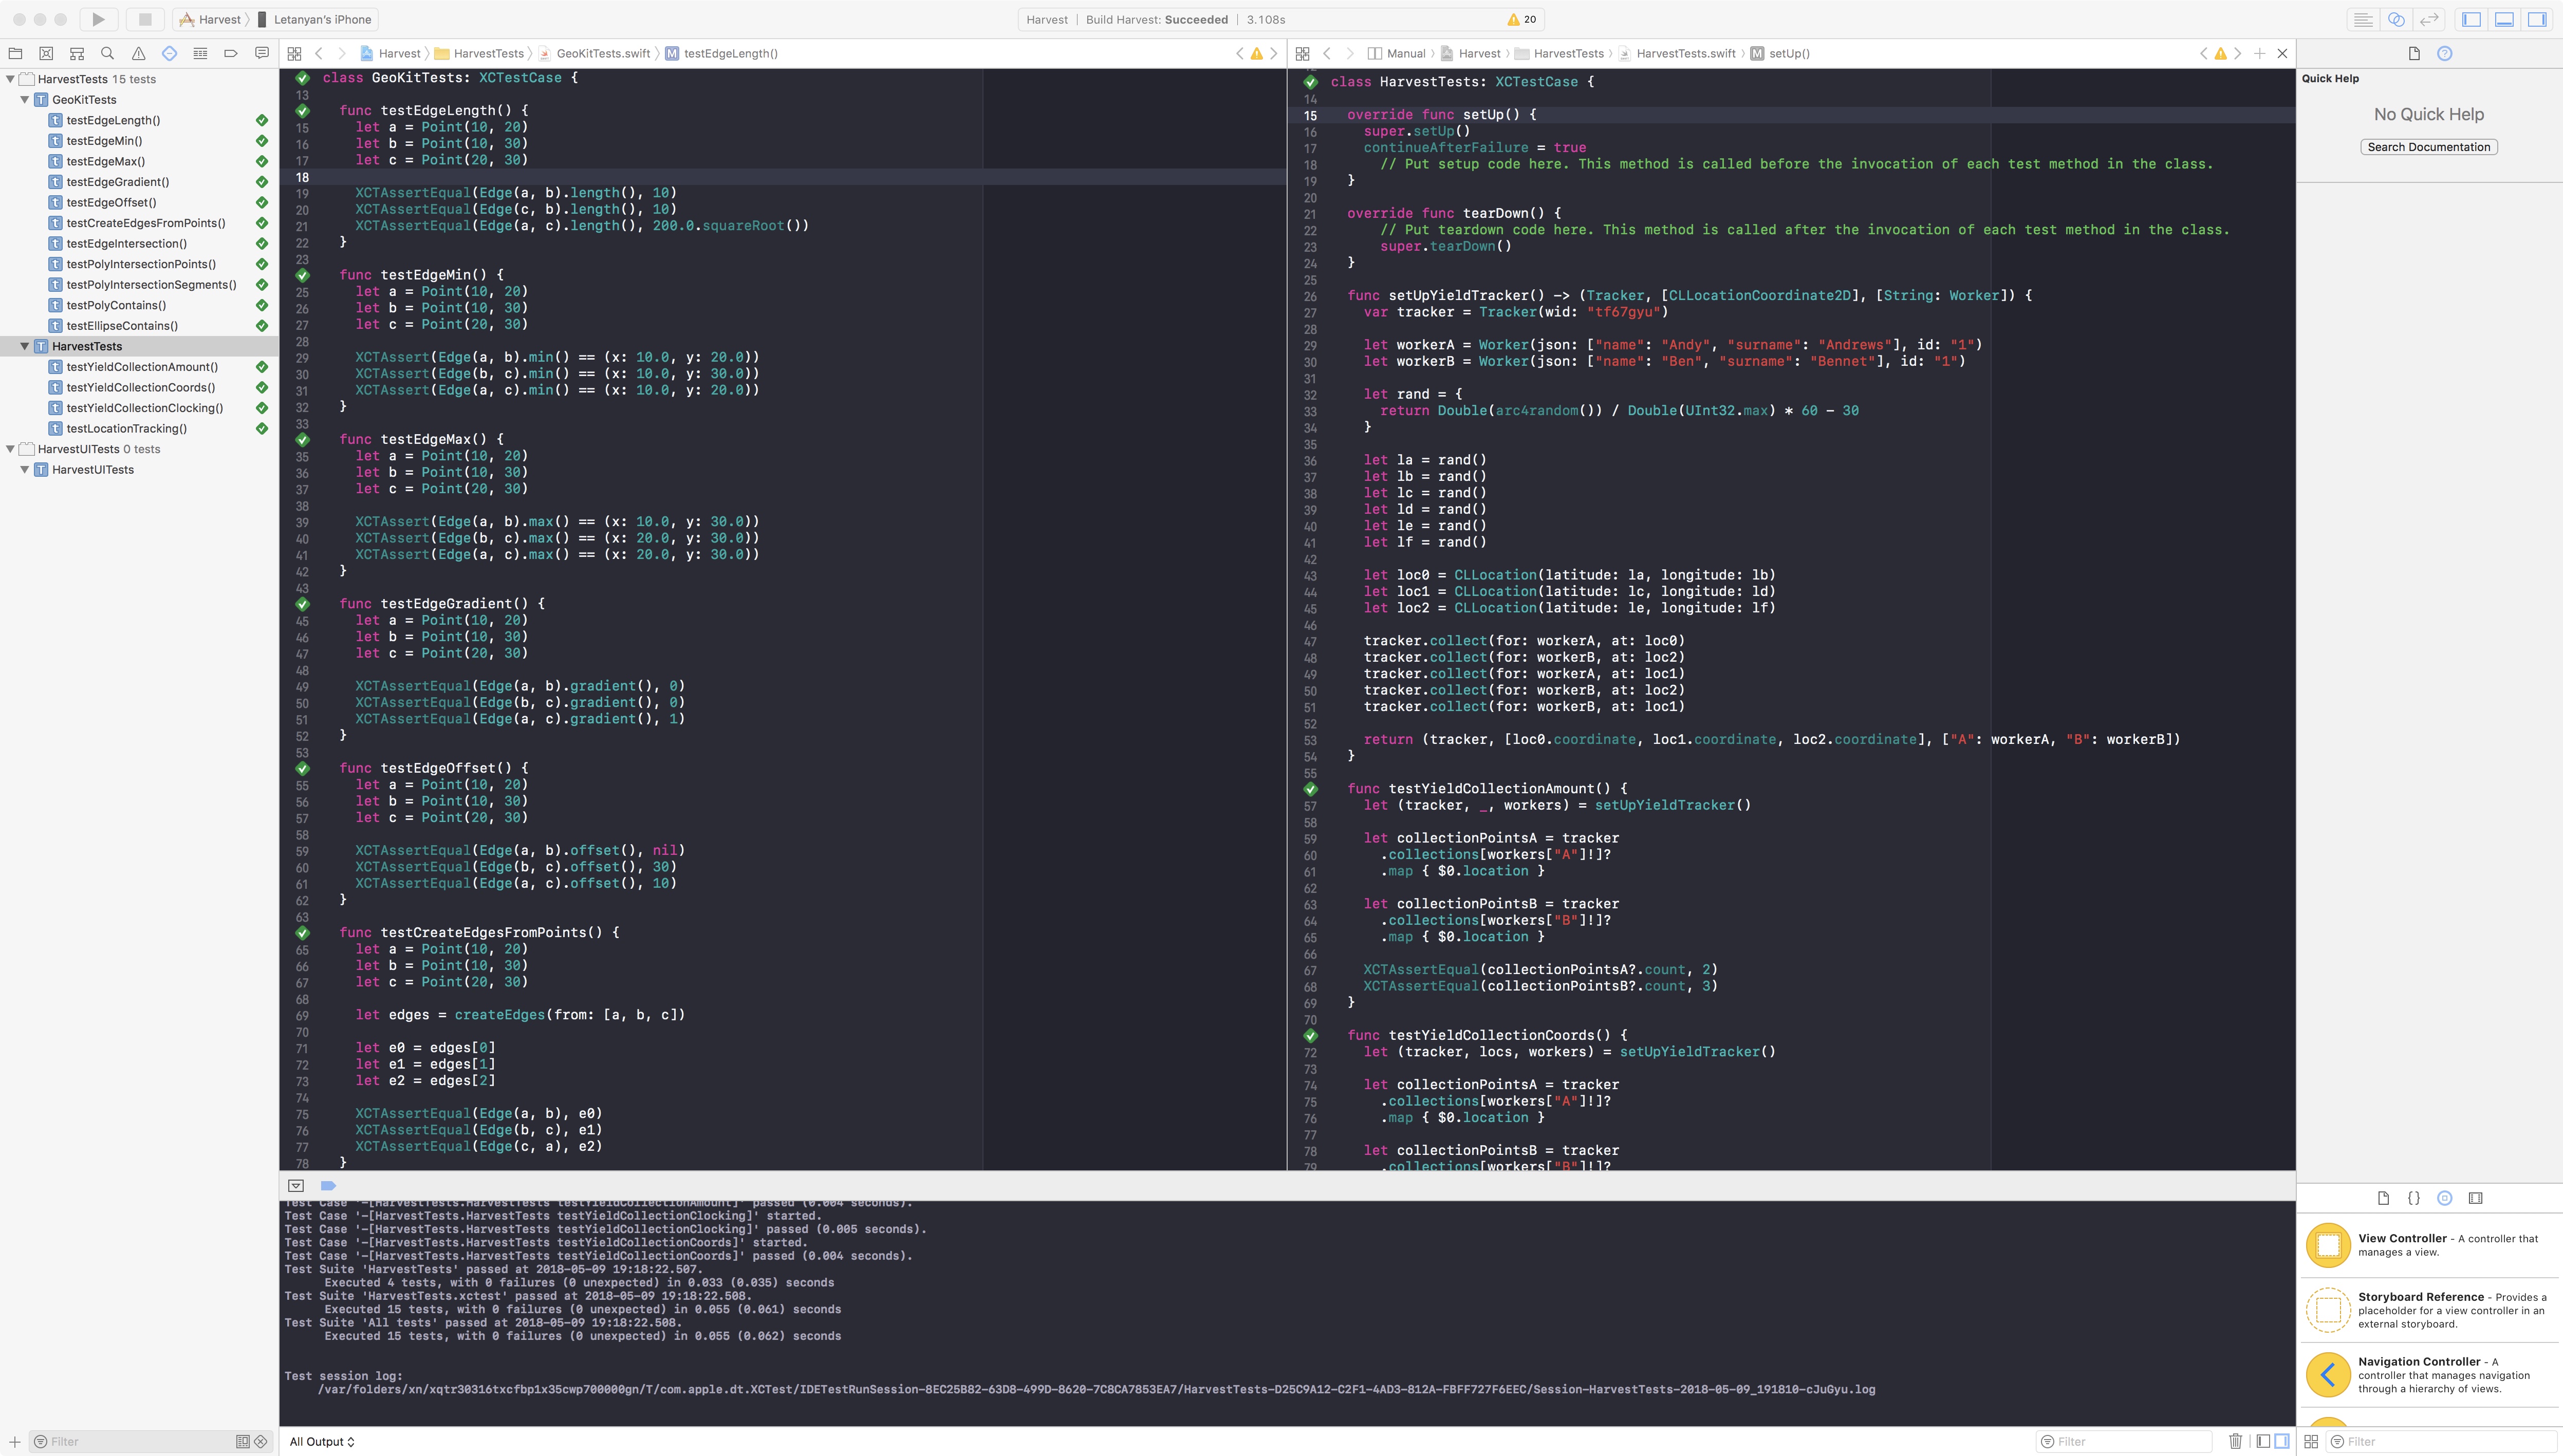 Harvest
Letanyan's iPhone
Harvest | Build Harvest: Succeeded | 3.108s
20
Harvest
HarvestTests
GeoKitTests.swift
M testEdgeLength()
Manual
Harvest
HarvestTests
HarvestTests.swift
M setUp()
HarvestTests 15 tests
T GeoKitTests
t testEdgeLength()
t testEdgeMin()
t testEdgeMax()
t testEdgeGradient()
t testEdgeOffset()
t testCreateEdgesFromPoints()
t testEdgeIntersection()
t testPolyIntersectionPoints()
t testPolyIntersectionSegments()
t testPolyContains()
t testEllipseContains()
T HarvestTests
t testYieldCollectionAmount()
t testYieldCollectionCoords()
t testYieldCollectionClocking()
t testLocationTracking()
HarvestUITests 0 tests
T HarvestUITests
Filter
class GeoKitTests: XCTestCase {
13
func testEdgeLength() {
15 let a = Point(10, 20)
16 let b = Point(10, 30)
17 let c = Point(20, 30)
18
19 XCTAssertEqual(Edge(a, b).length(), 10)
20 XCTAssertEqual(Edge(c, b).length(), 10)
21 XCTAssertEqual(Edge(a, c).length(), 200.0.squareRoot())
22 }
23
func testEdgeMin() {
25 let a = Point(10, 20)
26 let b = Point(10, 30)
27 let c = Point(20, 30)
28
29 XCTAssert(Edge(a, b).min() == (x: 10.0, y: 20.0))
30 XCTAssert(Edge(b, c).min() == (x: 10.0, y: 30.0))
31 XCTAssert(Edge(a, c).min() == (x: 10.0, y: 20.0))
32 }
33
func testEdgeMax() {
35 let a = Point(10, 20)
36 let b = Point(10, 30)
37 let c = Point(20, 30)
38
39 XCTAssert(Edge(a, b).max() == (x: 10.0, y: 30.0))
40 XCTAssert(Edge(b, c).max() == (x: 20.0, y: 30.0))
41 XCTAssert(Edge(a, c).max() == (x: 20.0, y: 30.0))
42 }
43
func testEdgeGradient() {
45 let a = Point(10, 20)
46 let b = Point(10, 30)
47 let c = Point(20, 30)
48
49 XCTAssertEqual(Edge(a, b).gradient(), 0)
50 XCTAssertEqual(Edge(b, c).gradient(), 0)
51 XCTAssertEqual(Edge(a, c).gradient(), 1)
52 }
53
func testEdgeOffset() {
55 let a = Point(10, 20)
56 let b = Point(10, 30)
57 let c = Point(20, 30)
58
59 XCTAssertEqual(Edge(a, b).offset(), nil)
60 XCTAssertEqual(Edge(b, c).offset(), 30)
61 XCTAssertEqual(Edge(a, c).offset(), 10)
62 }
63
func testCreateEdgesFromPoints() {
65 let a = Point(10, 20)
66 let b = Point(10, 30)
67 let c = Point(20, 30)
68
69 let edges = createEdges(from: [a, b, c])
70
71 let e0 = edges[0]
72 let e1 = edges[1]
73 let e2 = edges[2]
74
75 XCTAssertEqual(Edge(a, b), e0)
76 XCTAssertEqual(Edge(b, c), e1)
77 XCTAssertEqual(Edge(c, a), e2)
78 }
class HarvestTests: XCTestCase {
14
15 override func setUp() {
16 super.setUp()
17 continueAfterFailure = true
18 // Put setup code here. This method is called before the invocation of each test method in the class.
19 }
20
21 override func tearDown() {
22 // Put teardown code here. This method is called after the invocation of each test method in the class.
23 super.tearDown()
24 }
25
26 func setUpYieldTracker() -> (Tracker, [CLLocationCoordinate2D], [String: Worker]) {
27 var tracker = Tracker(wid: "tf67gyu")
28
29 let workerA = Worker(json: ["name": "Andy", "surname": "Andrews"], id: "1")
30 let workerB = Worker(json: ["name": "Ben", "surname": "Bennet"], id: "1")
31
32 let rand = {
33 return Double(arc4random()) / Double(UInt32.max) * 60 - 30
34 }
35
36 let la = rand()
37 let lb = rand()
38 let lc = rand()
39 let ld = rand()
40 let le = rand()
41 let lf = rand()
42
43 let loc0 = CLLocation(latitude: la, longitude: lb)
44 let loc1 = CLLocation(latitude: lc, longitude: ld)
45 let loc2 = CLLocation(latitude: le, longitude: lf)
46
47 tracker.collect(for: workerA, at: loc0)
48 tracker.collect(for: workerB, at: loc2)
49 tracker.collect(for: workerA, at: loc1)
50 tracker.collect(for: workerB, at: loc2)
51 tracker.collect(for: workerB, at: loc1)
52
53 return (tracker, [loc0.coordinate, loc1.coordinate, loc2.coordinate], ["A": workerA, "B": workerB])
54 }
55
func testYieldCollectionAmount() {
57 let (tracker, _, workers) = setUpYieldTracker()
58
59 let collectionPointsA = tracker
60 .collections[workers["A"]!]?
61 .map { $0.location }
62
63 let collectionPointsB = tracker
64 .collections[workers["B"]!]?
65 .map { $0.location }
66
67 XCTAssertEqual(collectionPointsA?.count, 2)
68 XCTAssertEqual(collectionPointsB?.count, 3)
69 }
70
func testYieldCollectionCoords() {
72 let (tracker, locs, workers) = setUpYieldTracker()
73
74 let collectionPointsA = tracker
75 .collections[workers["A"]!]?
76 .map { $0.location }
77
78 let collectionPointsB = tracker
79 .collections[workers["B"]!]?
Test Case '-[HarvestTests.HarvestTests testYieldCollectionAmount]' passed (0.004 seconds).
Test Case '-[HarvestTests.HarvestTests testYieldCollectionClocking]' started.
Test Case '-[HarvestTests.HarvestTests testYieldCollectionClocking]' passed (0.005 seconds).
Test Case '-[HarvestTests.HarvestTests testYieldCollectionCoords]' started.
Test Case '-[HarvestTests.HarvestTests testYieldCollectionCoords]' passed (0.004 seconds).
Test Suite 'HarvestTests' passed at 2018-05-09 19:18:22.507.
Executed 4 tests, with 0 failures (0 unexpected) in 0.033 (0.035) seconds
Test Suite 'HarvestTests.xctest' passed at 2018-05-09 19:18:22.508.
Executed 15 tests, with 0 failures (0 unexpected) in 0.055 (0.061) seconds
Test Suite 'All tests' passed at 2018-05-09 19:18:22.508.
Executed 15 tests, with 0 failures (0 unexpected) in 0.055 (0.062) seconds
Test session log:
/var/folders/xn/xqtr30316txcfbp1x35cwp700000gn/T/com.apple.dt.XCTest/IDETestRunSession-8EC25B82-63D8-499D-8620-7C8CA7853EA7/HarvestTests-D25C9A12-C2F1-4AD3-812A-FBFF727F6EEC/Session-HarvestTests-2018-05-09_191810-cJuGyu.log
All Output
Filter
Quick Help
No Quick Help
Search Documentation
View Controller - A controller that
manages a view.
Storyboard Reference - Provides a
placeholder for a view controller in an
external storyboard.
Navigation Controller - A
controller that manages navigation
through a hierarchy of views.
Filter